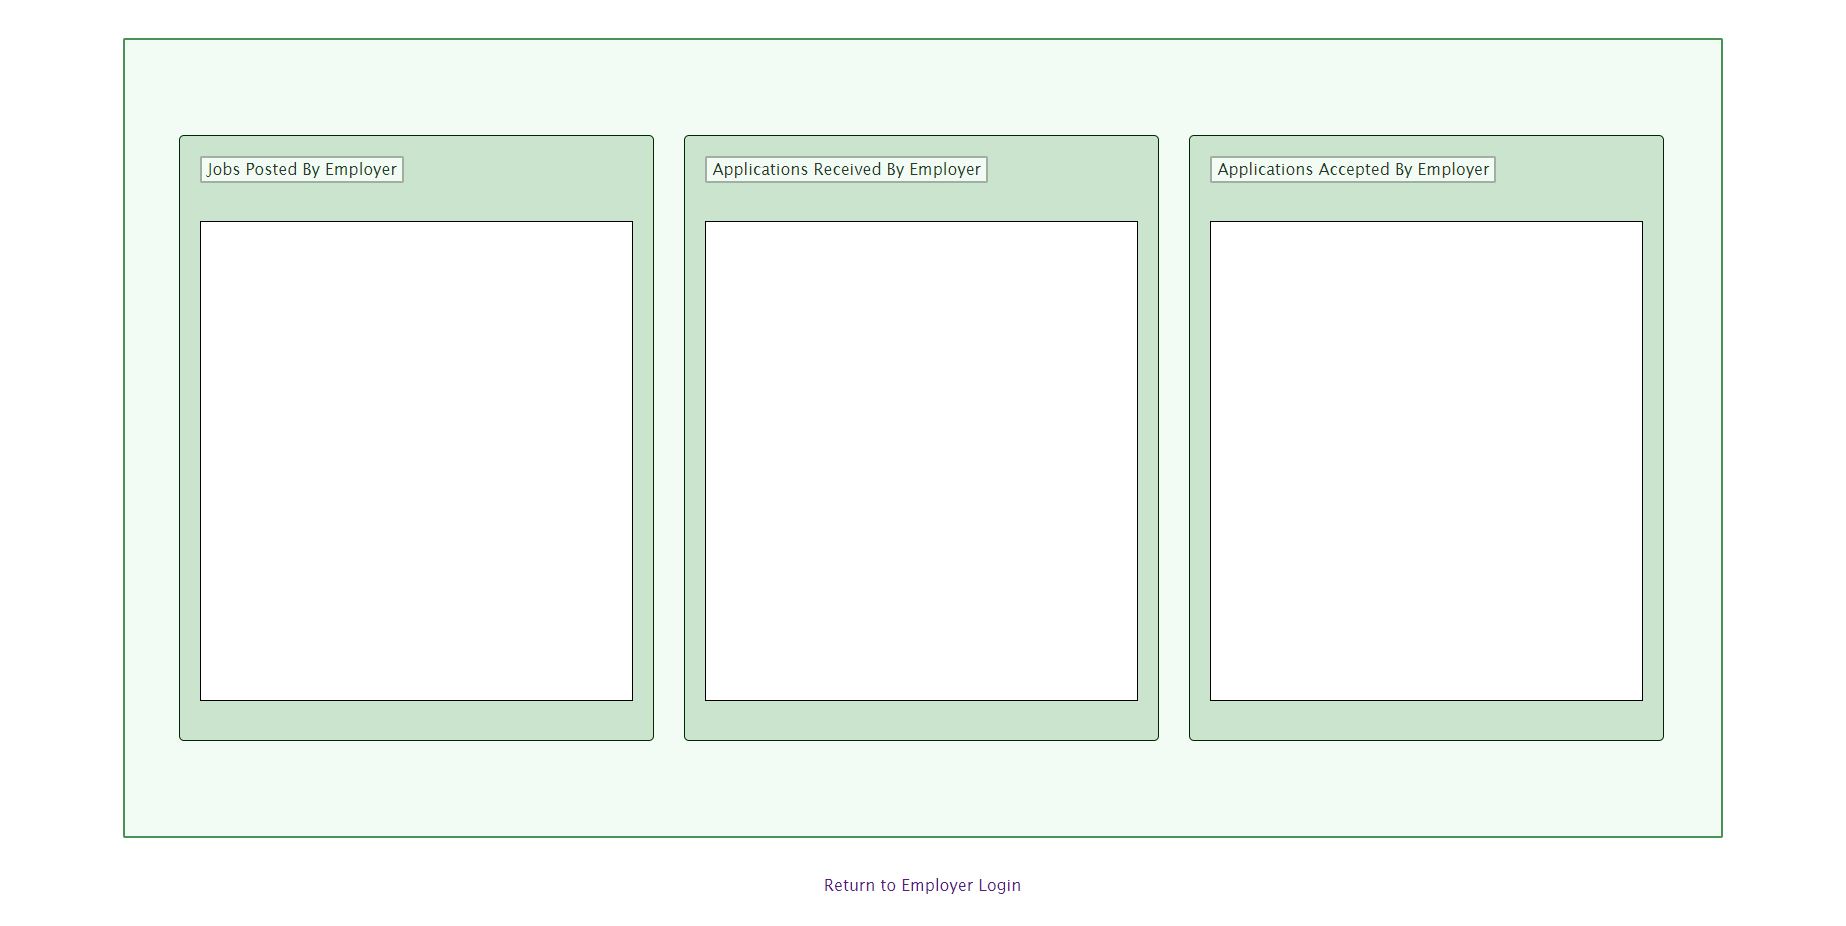 Jobs Posted By Employer
Applications Received By Employer
Applications Accepted By Employer
Return to Employer Login